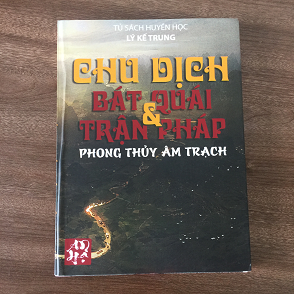 TỦ SÁCH HUYỀN HỌC
LÝ KẾ TRUNG
CHU DỊCH
BÁT QUÁI
& TRẬN PHÁP
PHONG THỦY ÂM TRẠCH